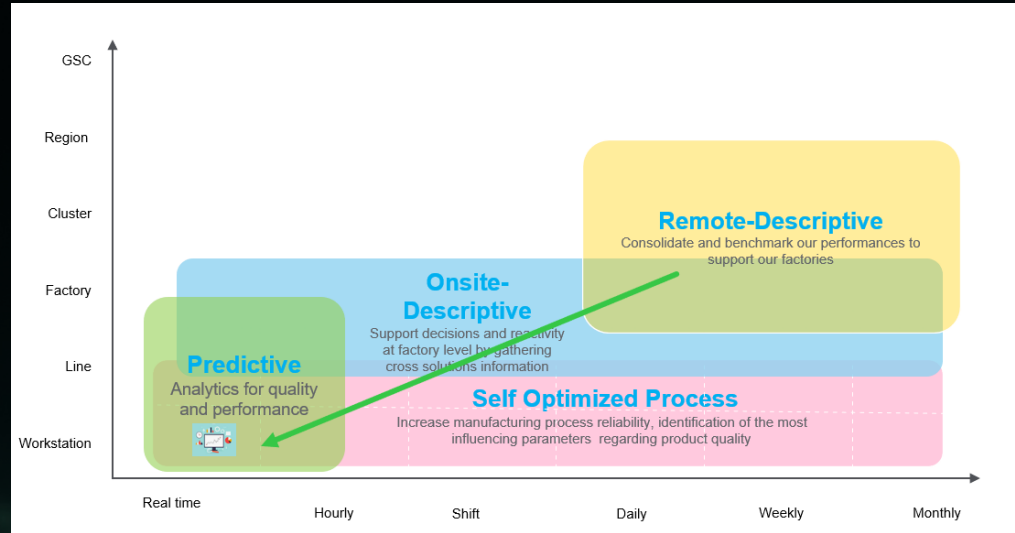 GSC
Region
Cluster
Factory
Line
Workstation
Remote-Descriptive
Consolidate and benchmark our performances to
support our factories
Onsite-
Descriptive
Support decisions and reactivity
at factory level by gathering
cross solutions information
Predictive
Analytics for quality
and performance
Self Optimized Process
Increase manufacturing process reliability, identification of the most
influencing parameters regarding product quality
Real time
Hourly
Shift
Daily
Weekly
Monthly